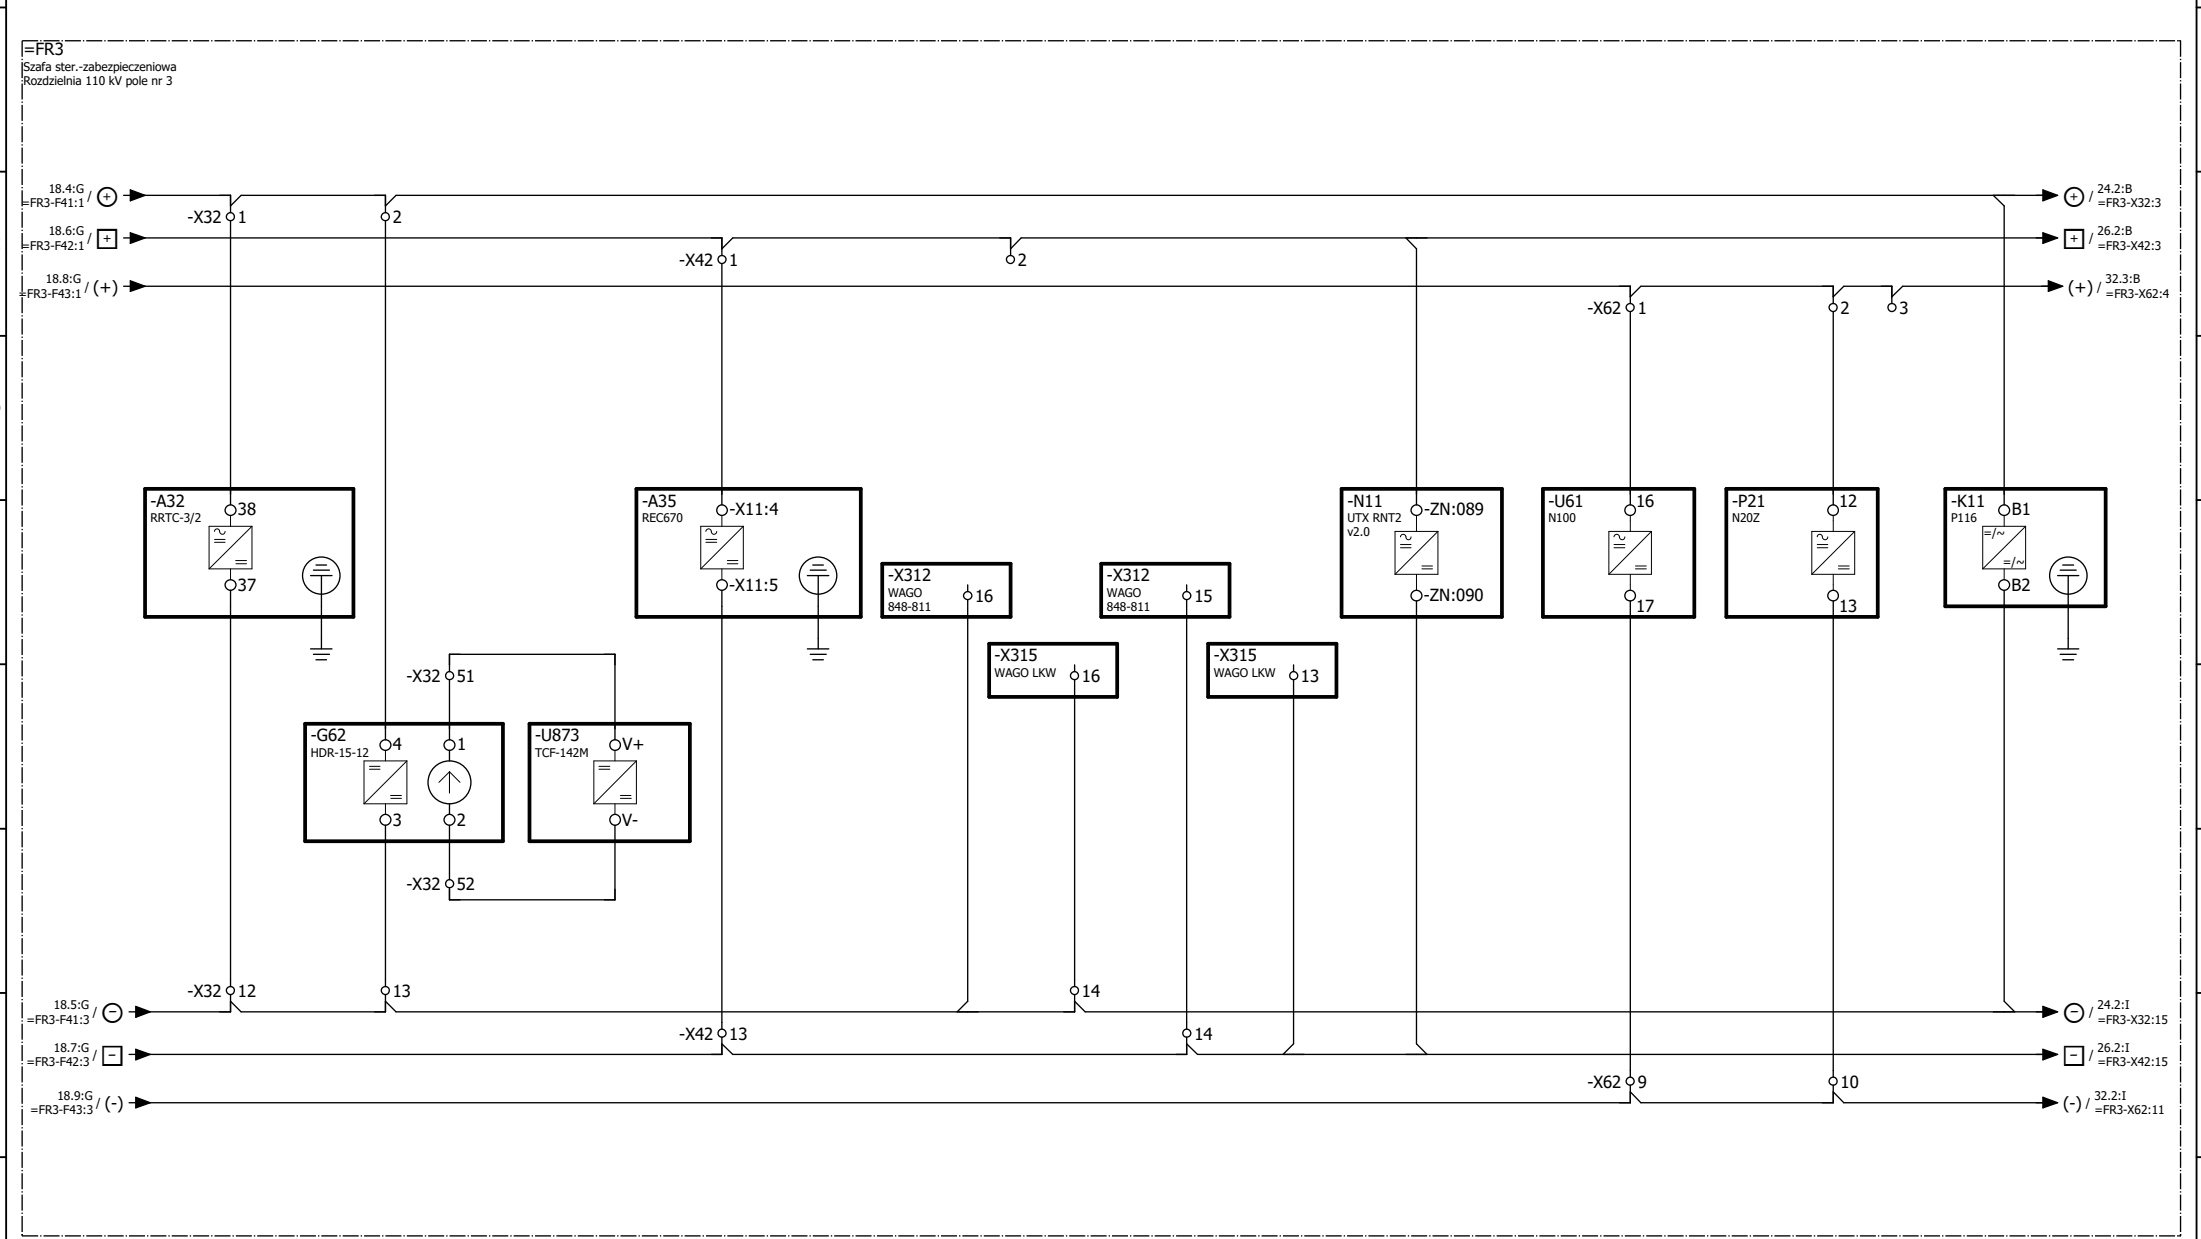 =FR3
Szafa ster.-zabezpieczeniowa
Rozdzielnia 110 kV pole nr 3
18.4:G
=FR3-F41:1 / +
-X32 1
2
24.2:B
+ / =FR3-X32:3
18.6:G
=FR3-F42:1 / +
-X42 1
2
26.2:B
+ / =FR3-X42:3
18.8:G
=FR3-F43:1 / (+)
-X62 1
2
3
32.3:B
(+) / =FR3-X62:4
-A32
RRTC-3/2
38
37
-A35
REC670
-X11:4
-X11:5
-X312
WAGO
848-811
16
-X315
WAGO LKW
16
-X312
WAGO
848-811
15
-X315
WAGO LKW
13
-N11
UTX RNT2
v2.0
-ZN:089
-ZN:090
-U61
N100
16
17
-P21
N20Z
12
13
-K11
P116
B1
=/~
=/~
B2
-X32 51
-G62
HDR-15-12
4
1
3
2
-U873
TCF-142M
V+
V-
-X32 52
-X32 12
13
14
18.5:G
=FR3-F41:3 / −
24.2:I
− / =FR3-X32:15
-X42 13
14
18.7:G
=FR3-F42:3 / −
26.2:I
− / =FR3-X42:15
-X62 9
10
18.9:G
=FR3-F43:3 / (-)
32.2:I
(-) / =FR3-X62:11